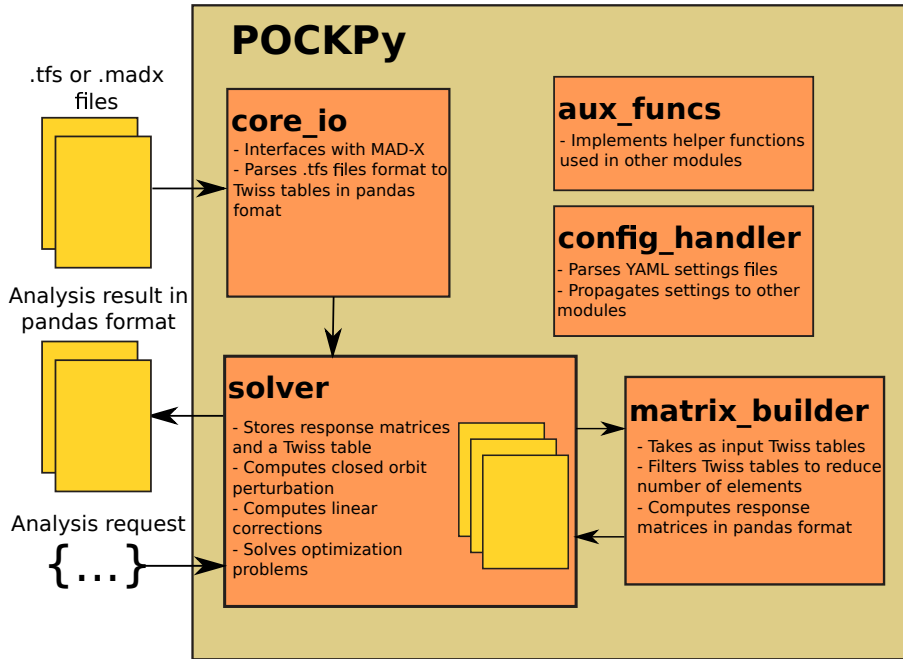 POCKPy
.tfs or .madx
files
core_io
- Interfaces with MAD-X
- Parses .tfs files format to
Twiss tables in pandas
fomat
aux_funcs
- Implements helper functions
used in other modules
config_handler
- Parses YAML settings files
- Propagates settings to other
modules
Analysis result in
pandas format
solver
- Stores response matrices
and a Twiss table
- Computes closed orbit
perturbation
- Computes linear
corrections
- Solves optimization
problems
matrix_builder
- Takes as input Twiss tables
- Filters Twiss tables to reduce
number of elements
- Computes response
matrices in pandas format
Analysis request
{...}